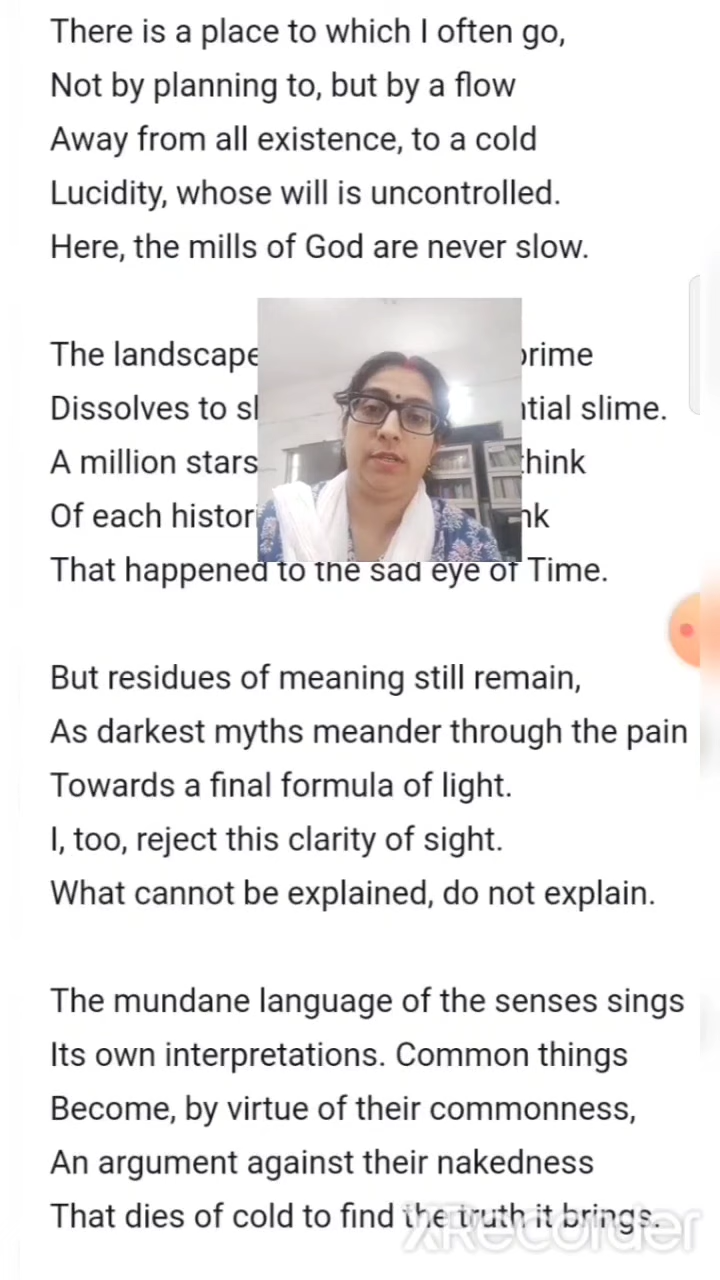 There is a place to which I often go,
Not by planning to, but by a flow
Away from all existence, to a cold
Lucidity, whose will is uncontrolled.
Here, the mills of God are never slow.
The landscape
Dissolves to tial slime.
A million stars
Of each
That happened to the sad eye of Time.
But residues of meaning still remain,
As darkest myths meander through the pain
Towards a final formula of light.
I, too, reject this clarity of sight.
What cannot be explained, do not explain.
The mundane language of the senses sings
Its own interpretations. Common things
Become, by virtue of their commonness,
An argument against their nakedness
That dies of cold to find the truth it brings.
XRecorder